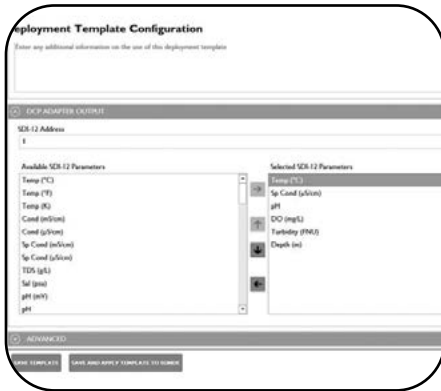 eployment Template Configuration
Enter any additional information on the use of this deployment template
DCP ADAPTER OUTPUT
SDI-12 Address
Available SDI-12 Parameters
Temp (°C)
Temp (°F)
Temp (K)
Cond (mS/cm)
Cond (µS/cm)
Sp Cond (mS/cm)
Sp Cond (µS/cm)
TDS (g/L)
Sal (psu)
pH (mV)
pH
Selected SDI-12 Parameters
Temp (°C)
Sp Cond (µS/cm)
pH
DO (mg/L)
Turbidity (FNU)
Depth (m)
ADVANCED
SAVE TEMPLATE
SAVE AND APPLY TEMPLATE TO SONDE